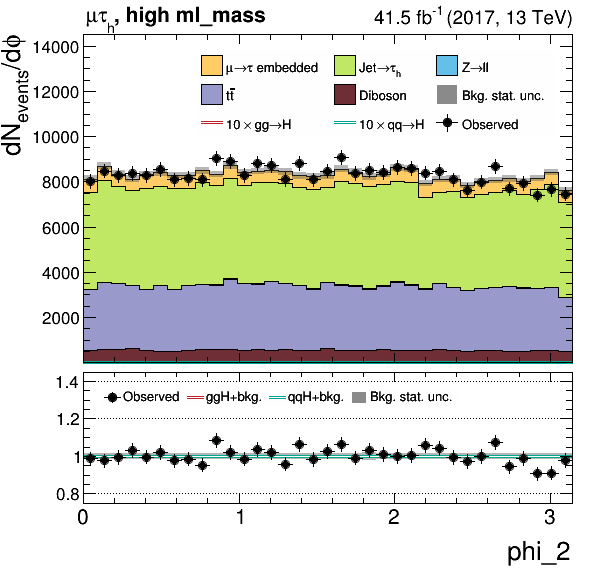 μτh, high ml_mass 41.5 fb⁻¹ (2017, 13 TeV)
dNevents/dϕ
14000
12000
10000
8000
6000
4000
2000
μ→τ embedded Jet→τh Z→ll
tt̄ Diboson Bkg. stat. unc.
10 × gg→H 10 × qq→H Observed
1.4
1.2
1
0.8
Observed ggH+bkg. qqH+bkg. Bkg. stat. unc.
0 1 2 3
phi_2